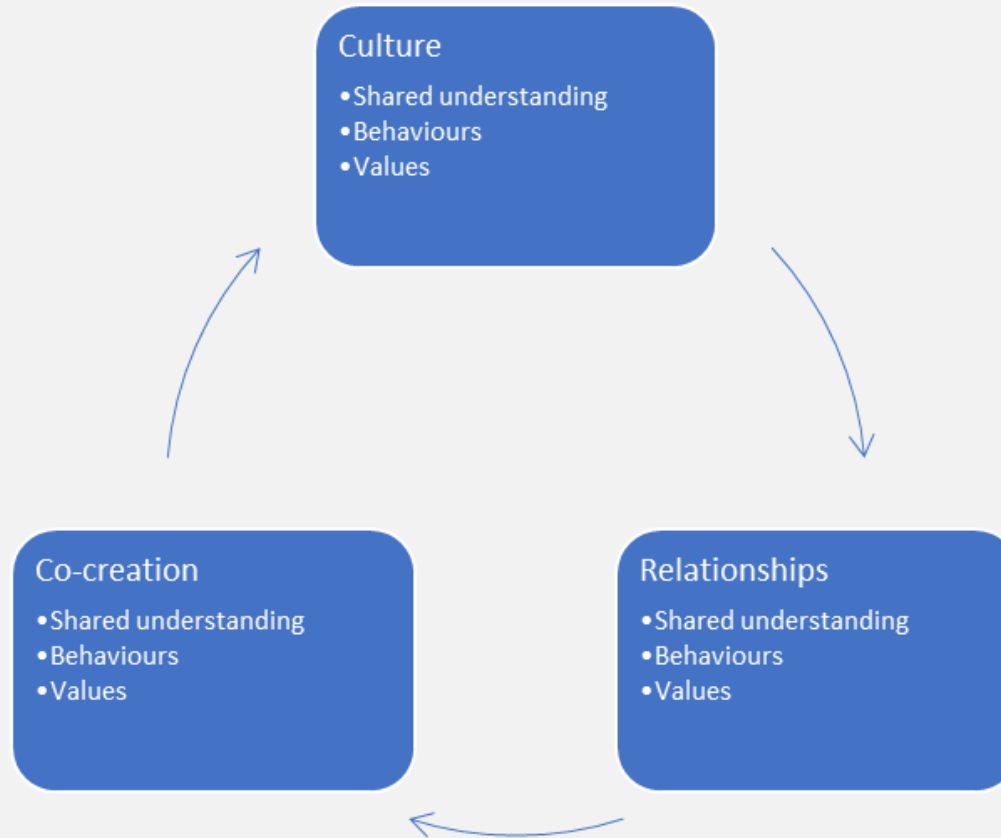 Culture
•Shared understanding
•Behaviours
•Values
Co-creation
•Shared understanding
•Behaviours
•Values
Relationships
•Shared understanding
•Behaviours
•Values